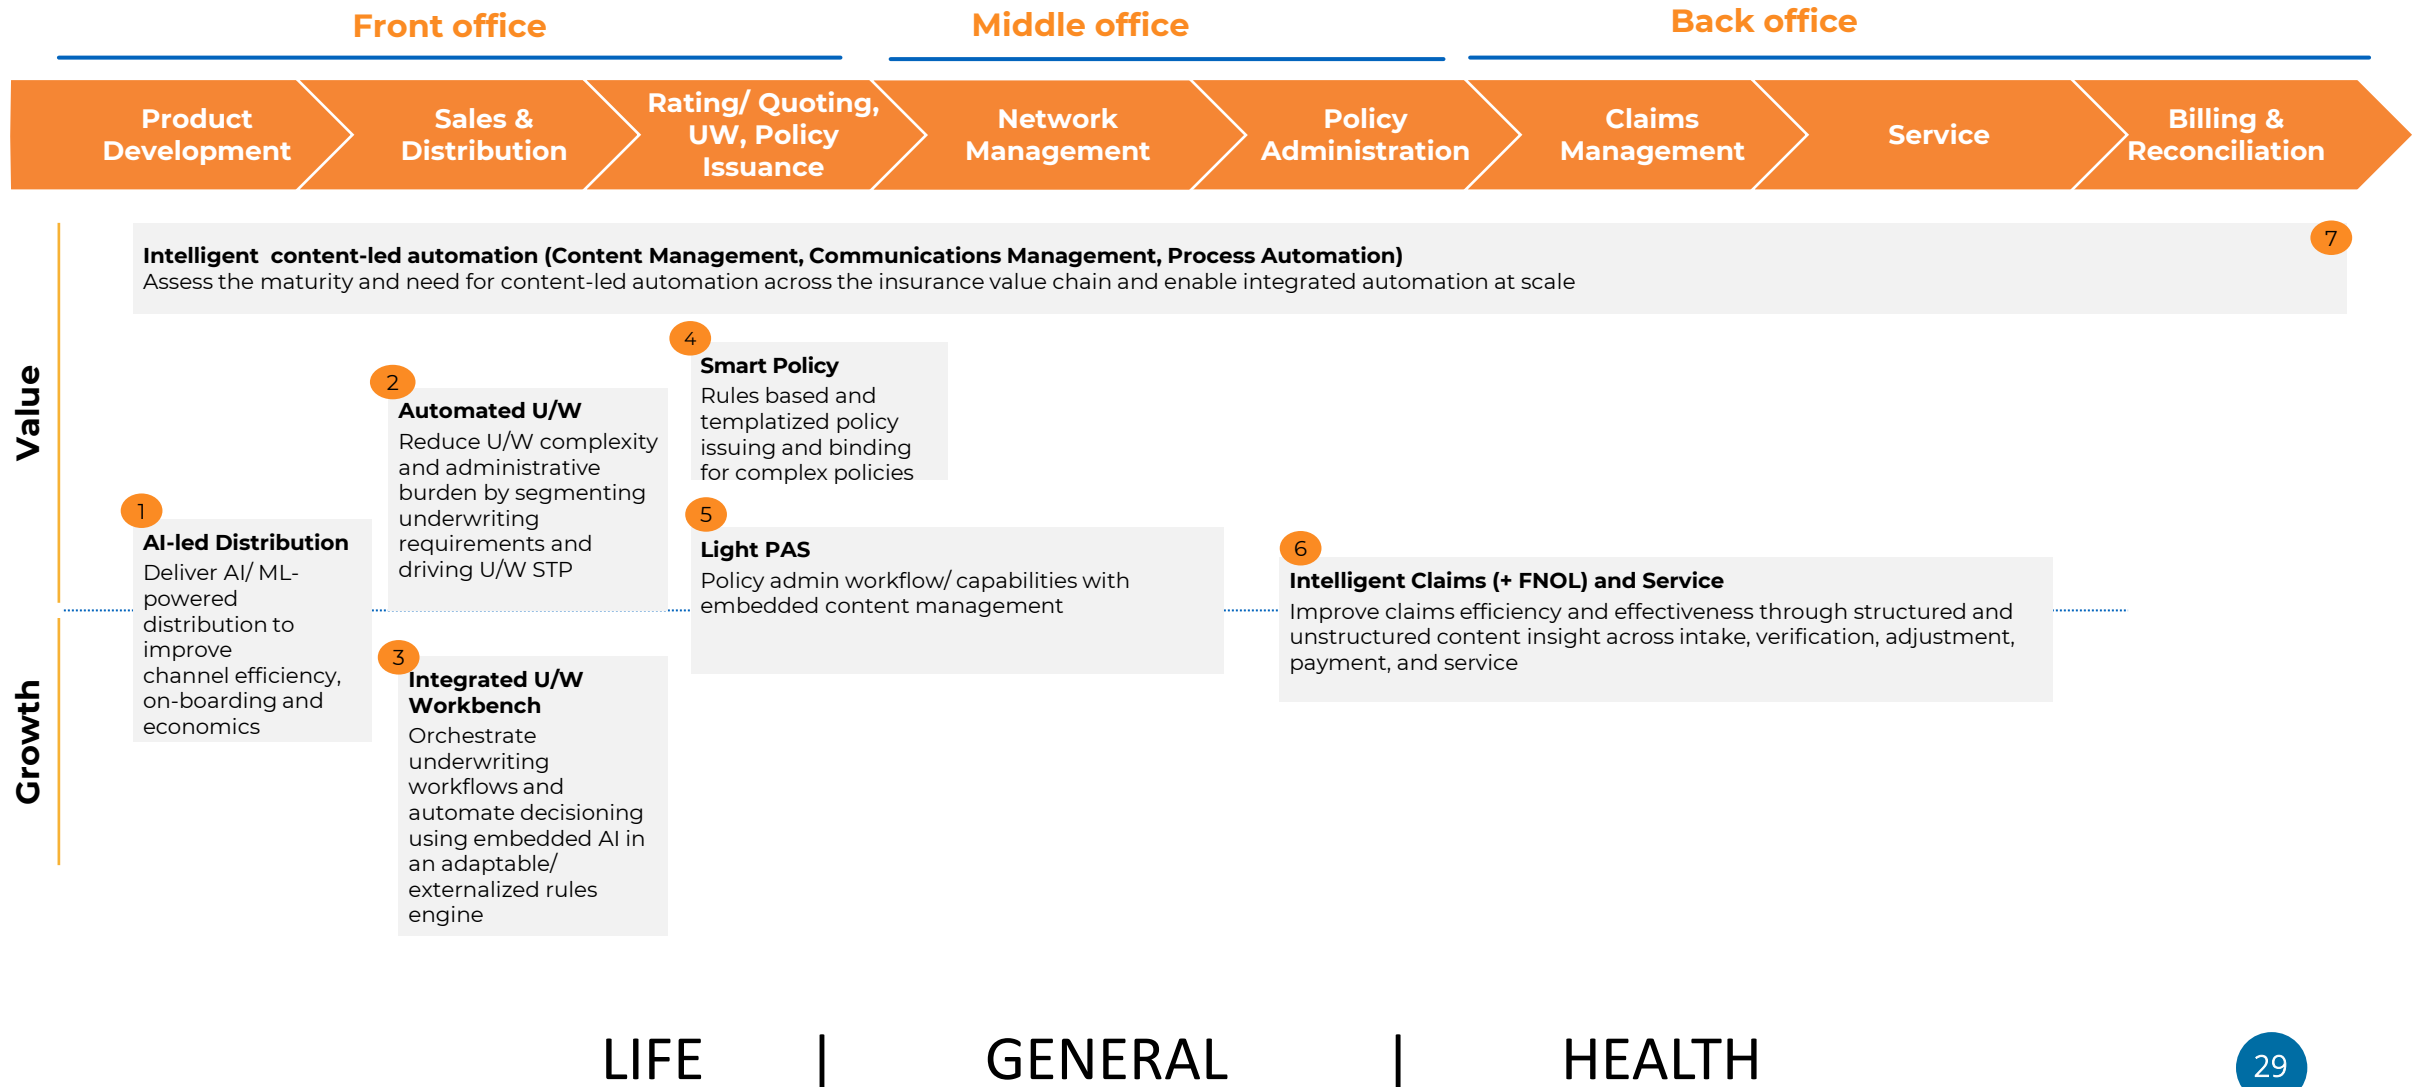 Front office
Middle office
Back office
Product
Development
Sales &
Distribution
Rating/ Quoting,
UW, Policy
Issuance
Network
Management
Policy
Administration
Claims
Management
Service
Billing &
Reconciliation
Value
Growth
7
Intelligent content-led automation (Content Management, Communications Management, Process Automation)
Assess the maturity and need for content-led automation across the insurance value chain and enable integrated automation at scale
1
AI-led Distribution
Deliver AI/ ML-
powered
distribution to
improve
channel efficiency,
on-boarding and
economics
2
Automated U/W
Reduce U/W complexity
and administrative
burden by segmenting
underwriting
requirements and
driving U/W STP
3
Integrated U/W
Workbench
Orchestrate
underwriting
workflows and
automate decisioning
using embedded AI in
an adaptable/
externalized rules
engine
4
Smart Policy
Rules based and
templatized policy
issuing and binding
for complex policies
5
Light PAS
Policy admin workflow/ capabilities with
embedded content management
6
Intelligent Claims (+ FNOL) and Service
Improve claims efficiency and effectiveness through structured and
unstructured content insight across intake, verification, adjustment,
payment, and service
LIFE | GENERAL | HEALTH
29